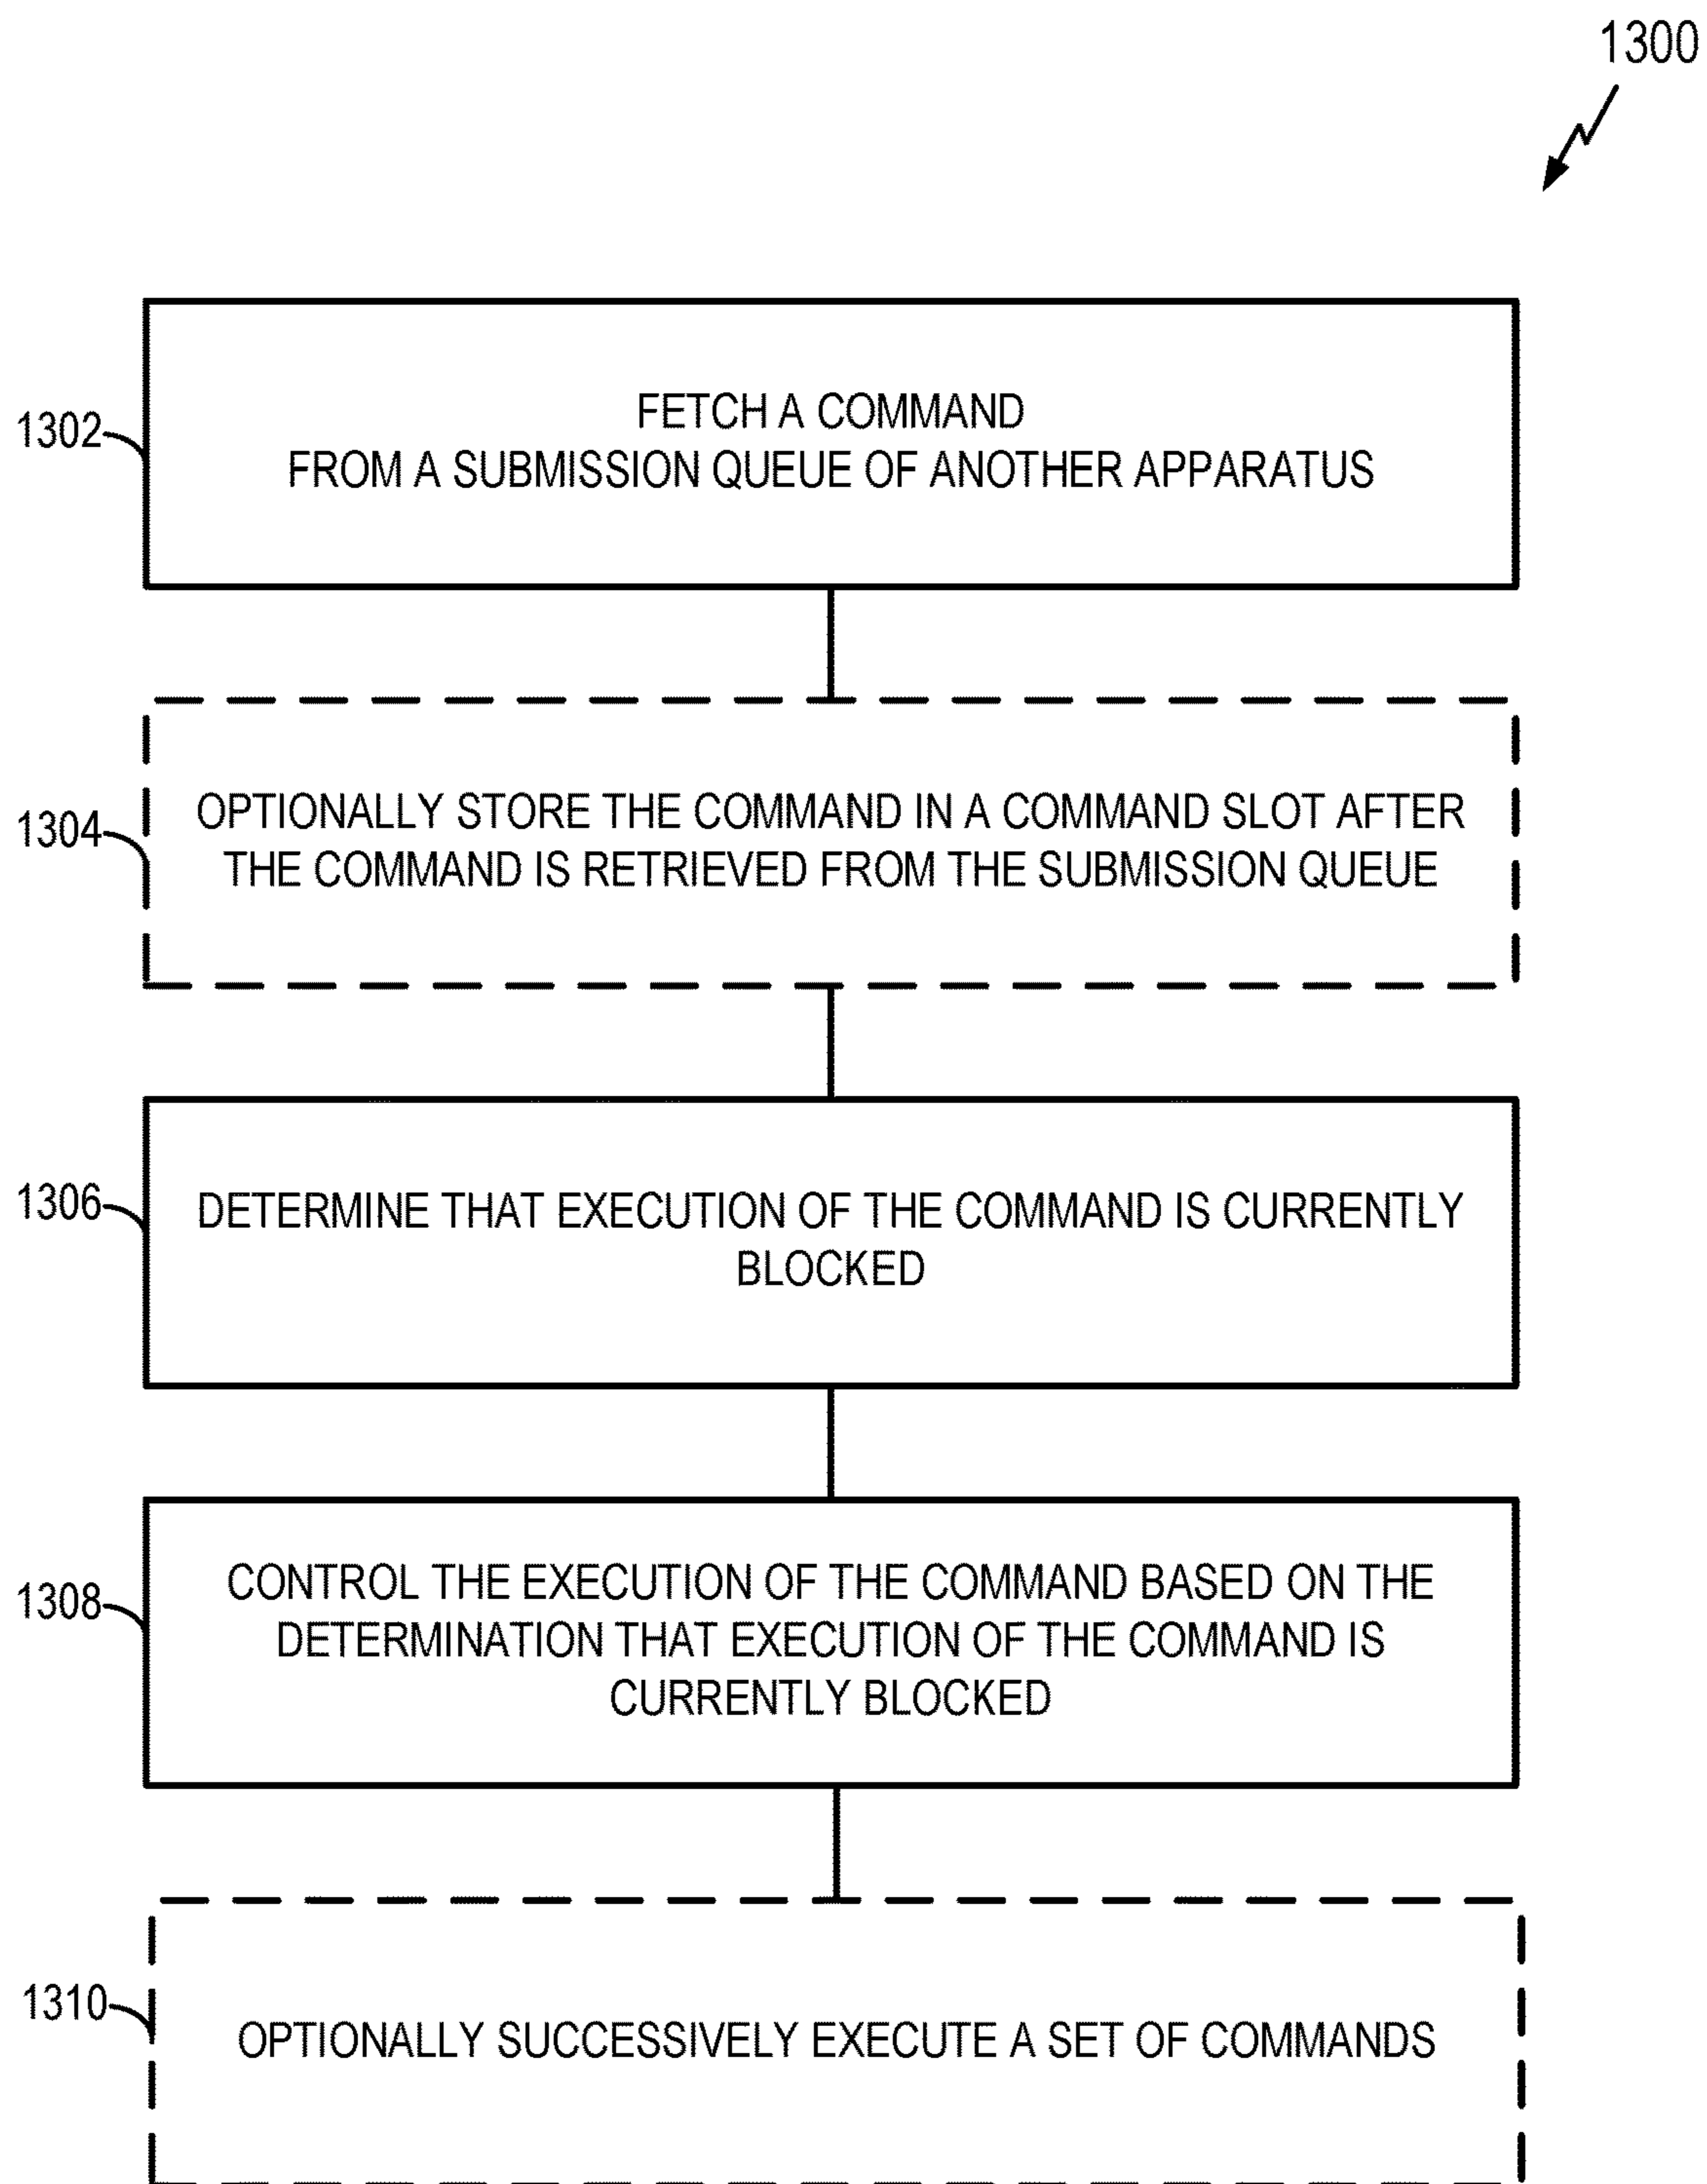 1300
1302
FETCH A COMMAND
FROM A SUBMISSION QUEUE OF ANOTHER APPARATUS
1304
OPTIONALLY STORE THE COMMAND IN A COMMAND SLOT AFTER
THE COMMAND IS RETRIEVED FROM THE SUBMISSION QUEUE
1306
DETERMINE THAT EXECUTION OF THE COMMAND IS CURRENTLY
BLOCKED
1308
CONTROL THE EXECUTION OF THE COMMAND BASED ON THE
DETERMINATION THAT EXECUTION OF THE COMMAND IS
CURRENTLY BLOCKED
1310
OPTIONALLY SUCCESSIVELY EXECUTE A SET OF COMMANDS